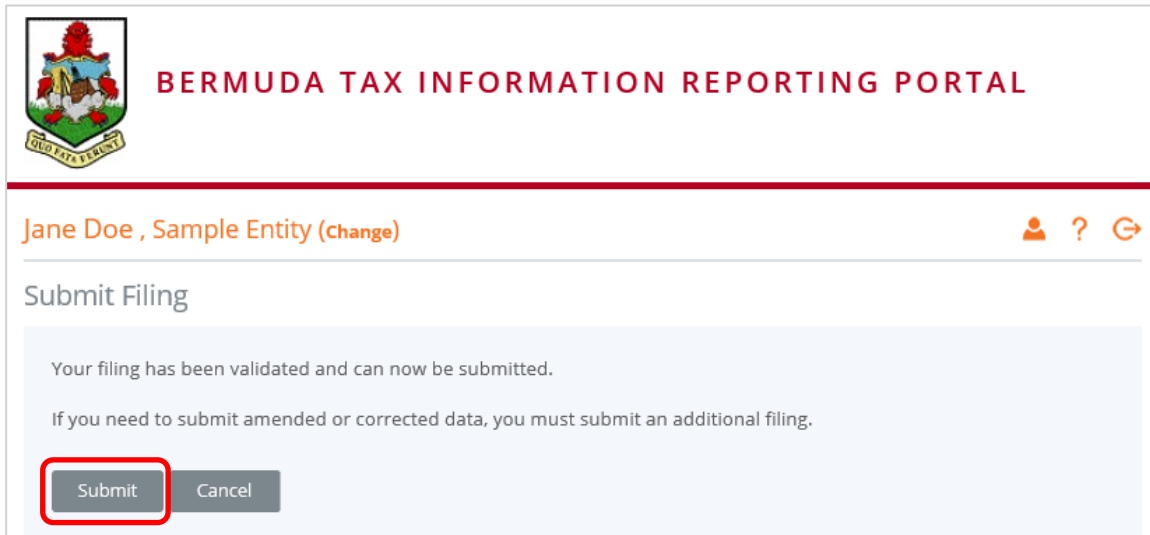 BERMUDA TAX INFORMATION REPORTING PORTAL
QUO FATA FERUNT
Jane Doe , Sample Entity (Change)
?
Submit Filing
Your filing has been validated and can now be submitted.
If you need to submit amended or corrected data, you must submit an additional filing.
Submit Cancel